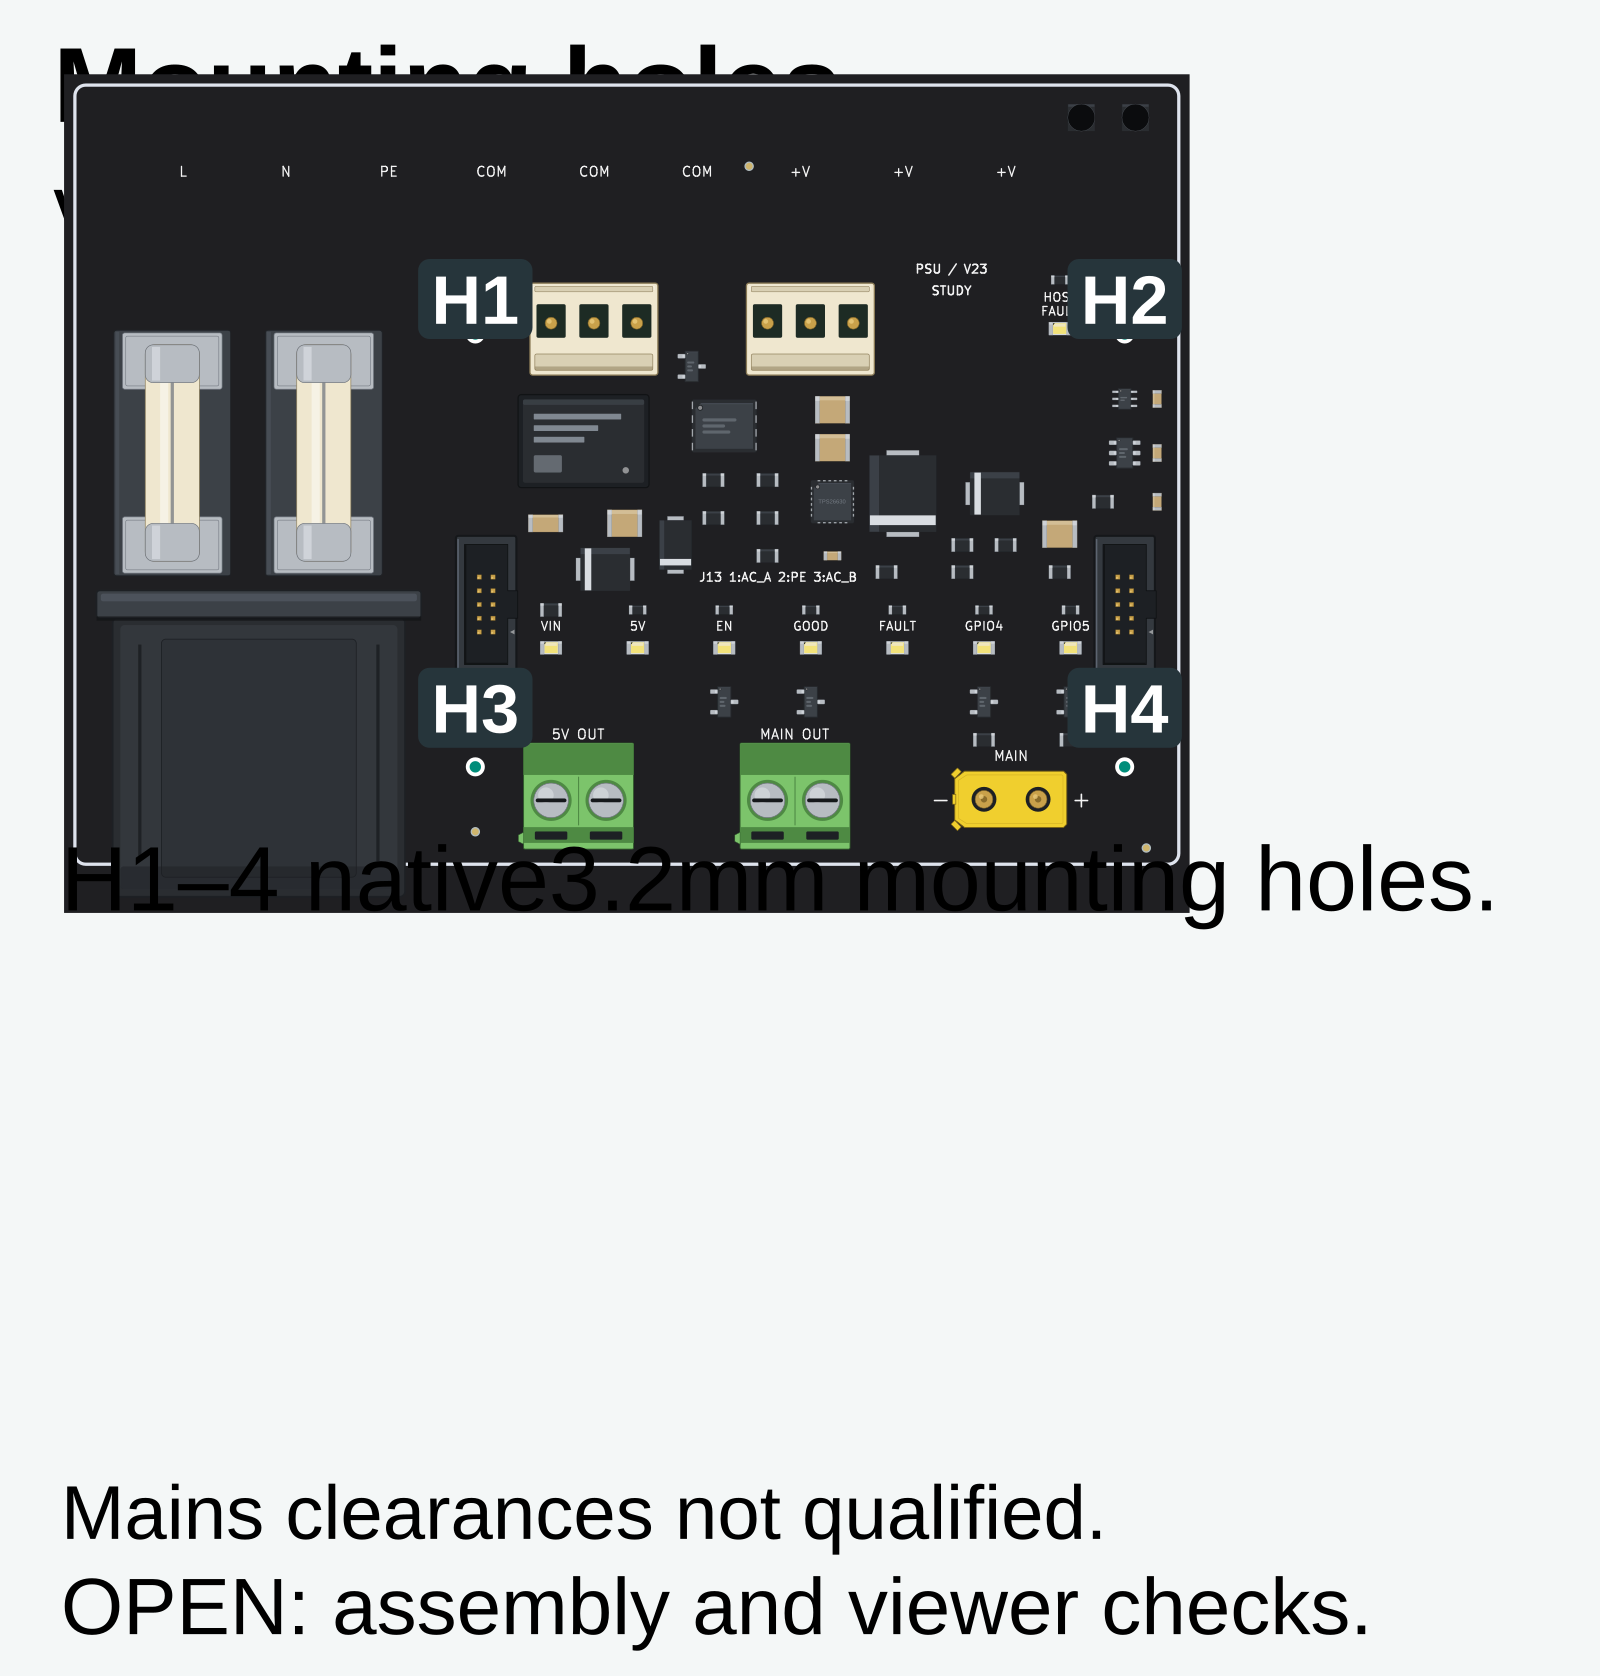 Mounting holes
L N PE COM COM COM +V +V +V
PSU / V23
STUDY
H1 H2
J13 1:AC_A 2:PE 3:AC_B
VIN 5V EN GOOD FAULT GPIO4 GPIO5
H3 H4
5V OUT MAIN OUT
MAIN
− +
H1–4 native3.2mm mounting holes.
Mains clearances not qualified.
OPEN: assembly and viewer checks.